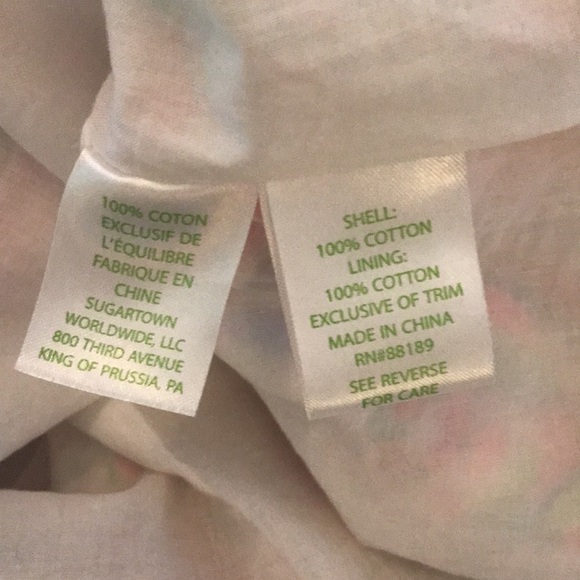 100% COTON
EXCLUSIF DE
L'ÉQUILIBRE
FABRIQUE EN
CHINE
SUGARTOWN
WORLDWIDE, LLC
800 THIRD AVENUE
KING OF PRUSSIA, PA
SHELL:
100% COTTON
LINING:
100% COTTON
EXCLUSIVE OF TRIM
MADE IN CHINA
RN#88189
SEE REVERSE
FOR CARE